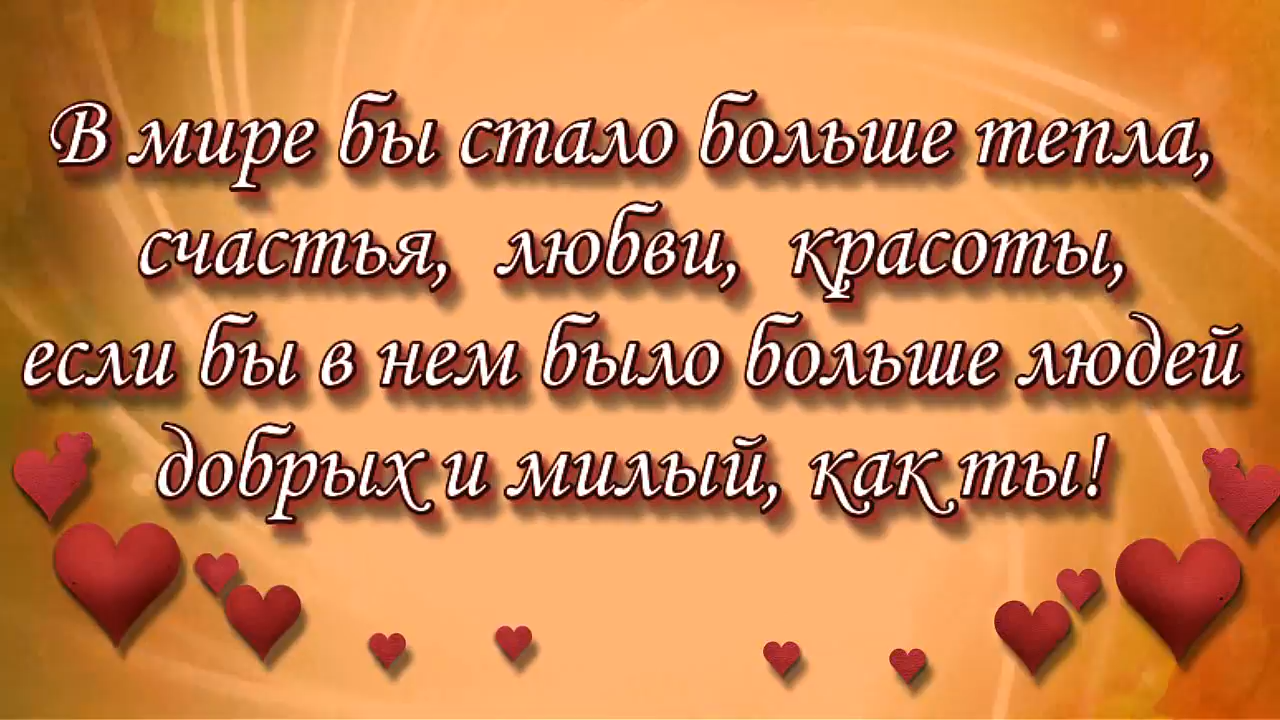 В мире бы стало больше тепла,
счастья, любви, красоты,
если бы в нем было больше людей
добрых и милый, как ты!